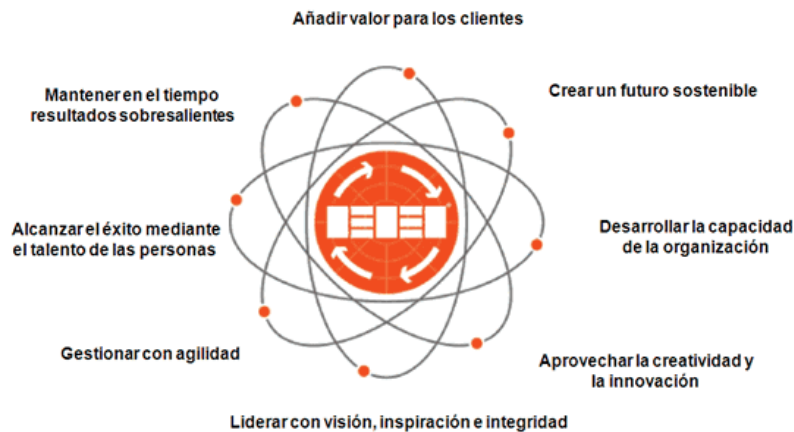 Añadir valor para los clientes
Crear un futuro sostenible
Desarrollar la capacidad
de la organización
Aprovechar la creatividad y
la innovación
Liderar con visión, inspiración e integridad
Gestionar con agilidad
Alcanzar el éxito mediante
el talento de las personas
Mantener en el tiempo
resultados sobresalientes